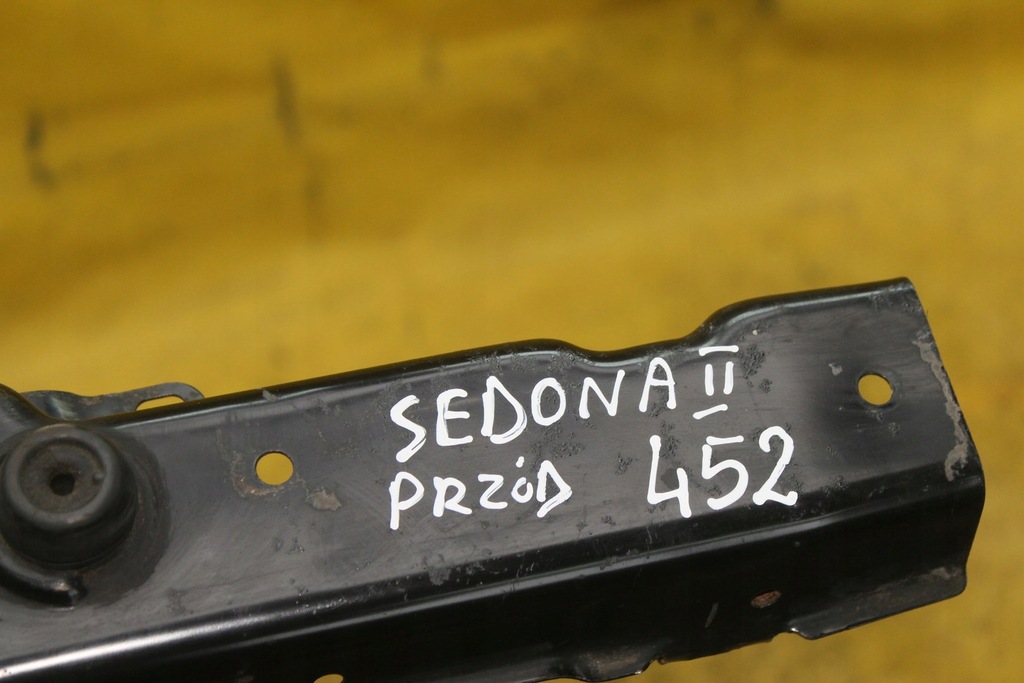 SEDONA II
PRZÓD 452